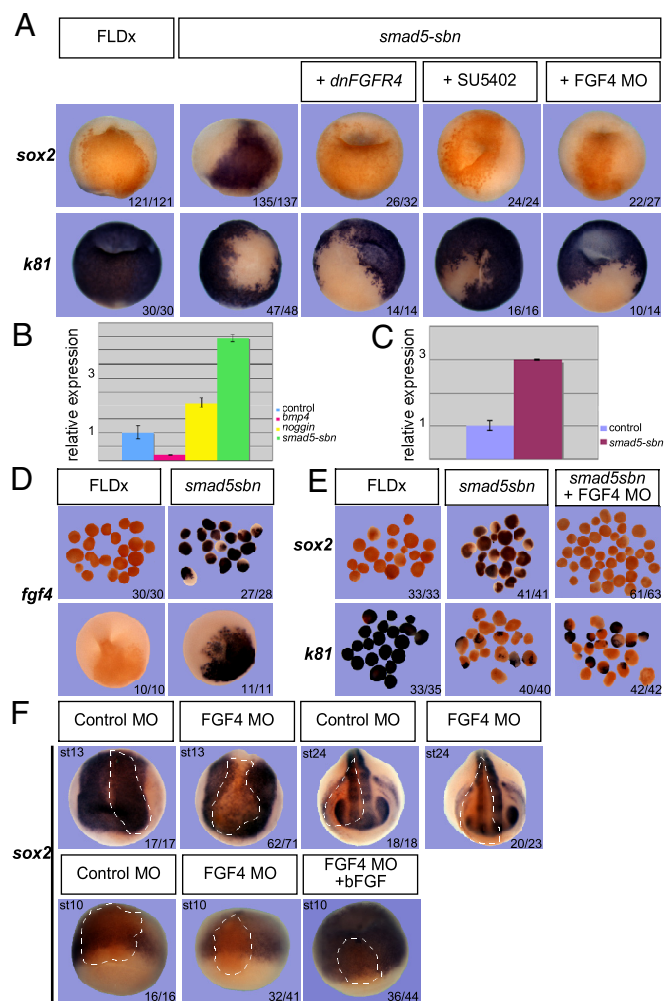 A
FLDx
smad5-sbn
+ dnFGFR4
+ SU5402
+ FGF4 MO
sox2
121/121
135/137
26/32
24/24
22/27
k81
30/30
47/48
14/14
16/16
10/14
B
relative expression
3
1
control
bmp4
noggin
smad5-sbn
C
relative expression
3
1
control
smad5-sbn
D
FLDx
smad5sbn
fgf4
30/30
27/28
10/10
11/11
E
FLDx
smad5sbn
smad5sbn
+ FGF4 MO
sox2
33/33
41/41
61/63
k81
33/35
40/40
42/42
F
Control MO
FGF4 MO
Control MO
FGF4 MO
st13
st13
st24
st24
17/17
62/71
18/18
20/23
sox2
Control MO
FGF4 MO
FGF4 MO
+bFGF
st10
st10
st10
16/16
32/41
36/44